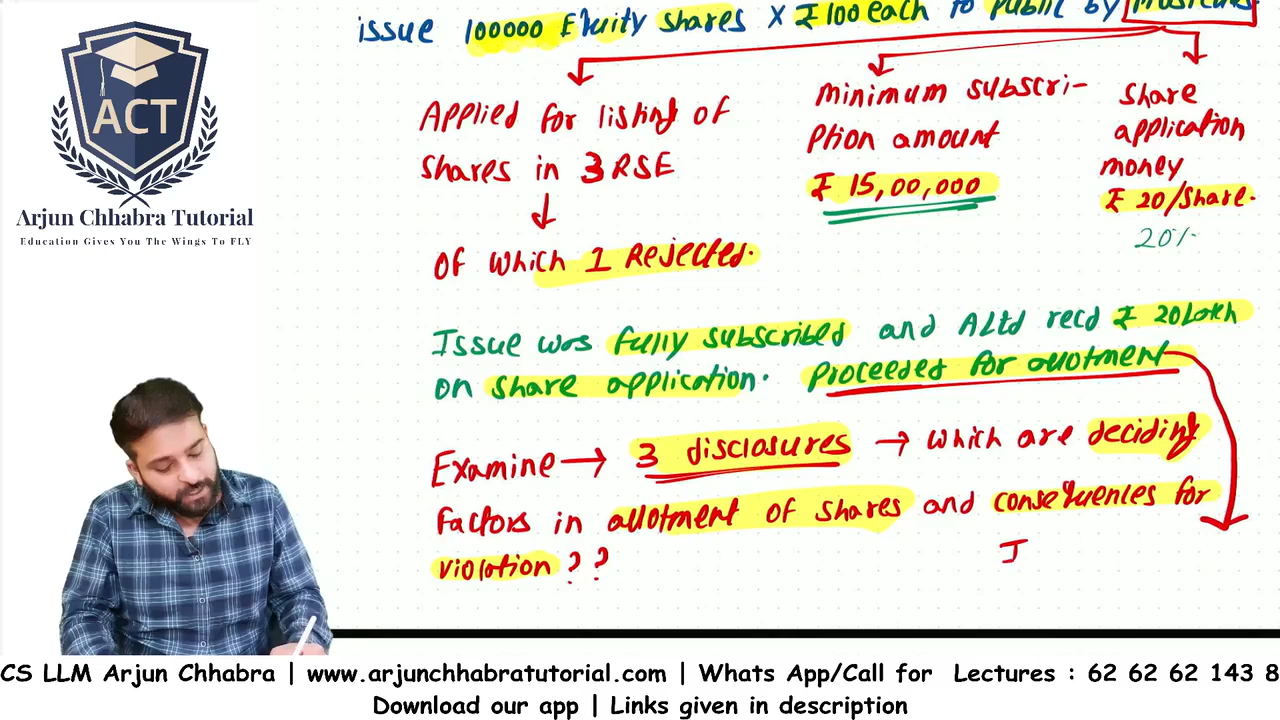 issue 100000 Equity shares X ₹100 each to public by
Applied for listing of
shares in 3 RSE
of which 1 Rejected.
Minimum subscri-
ption amount
₹ 15,00,000
share
application
money
₹ 20/share.
20%
Issue was fully subscribed and A Ltd recd ₹ 20 Lakh
on share application. Proceeded for allotment
Examine → 3 disclosures → which are deciding
factors in allotment of shares and consequences for
violation ??
I
ACT
Arjun Chhabra Tutorial
Education Gives You The Wings To FLY
CS LLM Arjun Chhabra | www.arjunchhabratutorial.com | Whats App/Call for Lectures : 62 62 62 143 8
Download our app | Links given in description